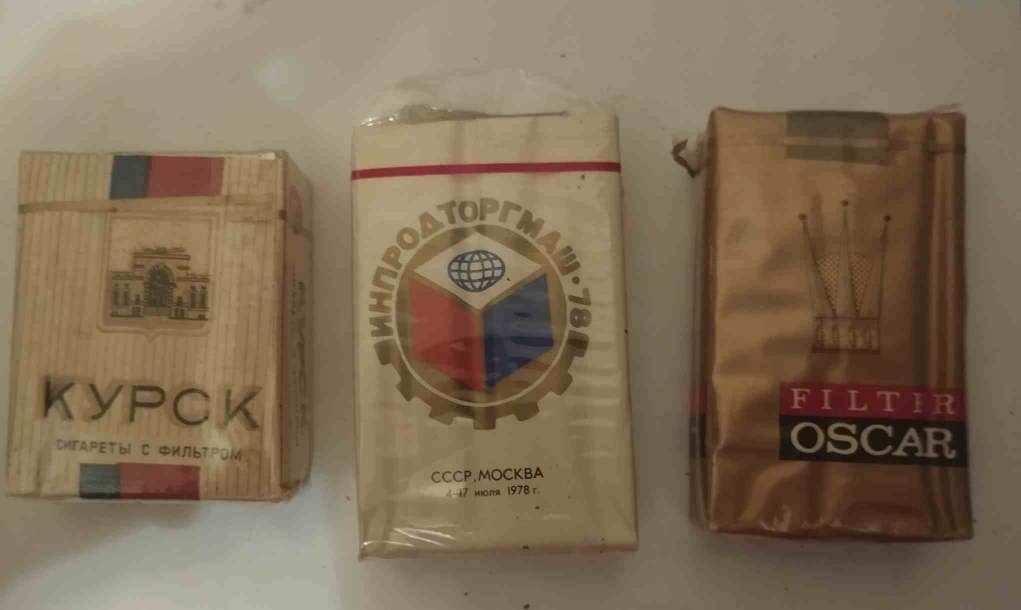 КУРСК
СИГАРЕТЫ С ФИЛЬТРОМ
ИНПРОДТОРГМАШ·78
СССР, МОСКВА
4-17 июля 1978 г.
FILTIR
OSCAR